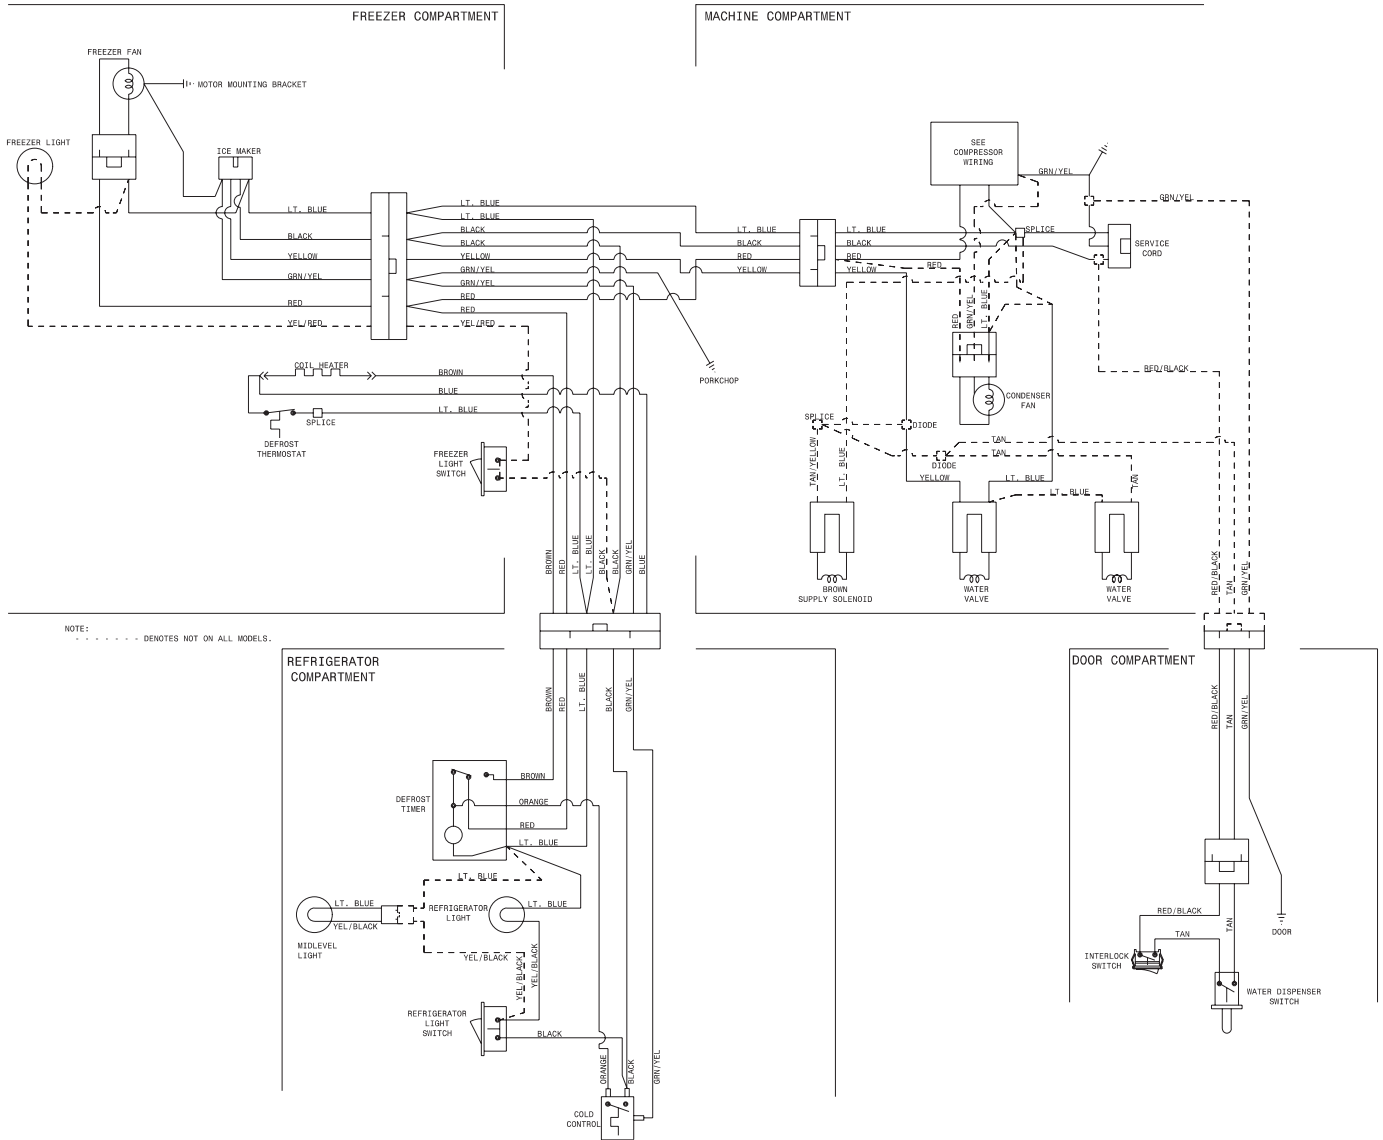 FREEZER COMPARTMENT
MACHINE COMPARTMENT
FREEZER FAN
MOTOR MOUNTING BRACKET
FREEZER LIGHT
ICE MAKER
SEE
COMPRESSOR
WIRING
GRN/YEL
GRN/YEL
LT. BLUE
LT. BLUE
LT. BLUE
BLACK
BLACK
BLACK
YELLOW
YELLOW
GRN/YEL
GRN/YEL
GRN/YEL
RED
RED
RED
YEL/RED
YEL/RED
LT. BLUE
BLACK
RED
YELLOW
LT. BLUE
BLACK
RED
YELLOW
RED
SPLICE
SERVICE
CORD
RED
GRN/YEL
LT. BLUE
PORKCHOP
COIL HEATER
BROWN
BLUE
LT. BLUE
SPLICE
DEFROST
THERMOSTAT
FREEZER
LIGHT
SWITCH
RED/BLACK
CONDENSER
FAN
SPLICE
DIODE
TAN
TAN
DIODE
TAN/YELLOW
LT. BLUE
YELLOW
LT. BLUE
LT. BLUE
TAN
BROWN
RED
LT. BLUE
LT. BLUE
BLACK
BLACK
GRN/YEL
BLUE
BROWN
SUPPLY SOLENOID
WATER
VALVE
WATER
VALVE
RED/BLACK
TAN
GRN/YEL
NOTE:
- - - - - - - DENOTES NOT ON ALL MODELS.
REFRIGERATOR
COMPARTMENT
DOOR COMPARTMENT
BROWN
RED
LT. BLUE
BLACK
GRN/YEL
RED/BLACK
TAN
GRN/YEL
DEFROST
TIMER
BROWN
ORANGE
RED
LT. BLUE
LT. BLUE
LT. BLUE
YEL/BLACK
MIDLEVEL
LIGHT
REFRIGERATOR
LIGHT
LT. BLUE
YEL/BLACK
YEL/BLACK
YEL/BLACK
REFRIGERATOR
LIGHT
SWITCH
BLACK
ORANGE
BLACK
GRN/YEL
COLD
CONTROL
RED/BLACK
TAN
TAN
DOOR
INTERLOCK
SWITCH
WATER DISPENSER
SWITCH